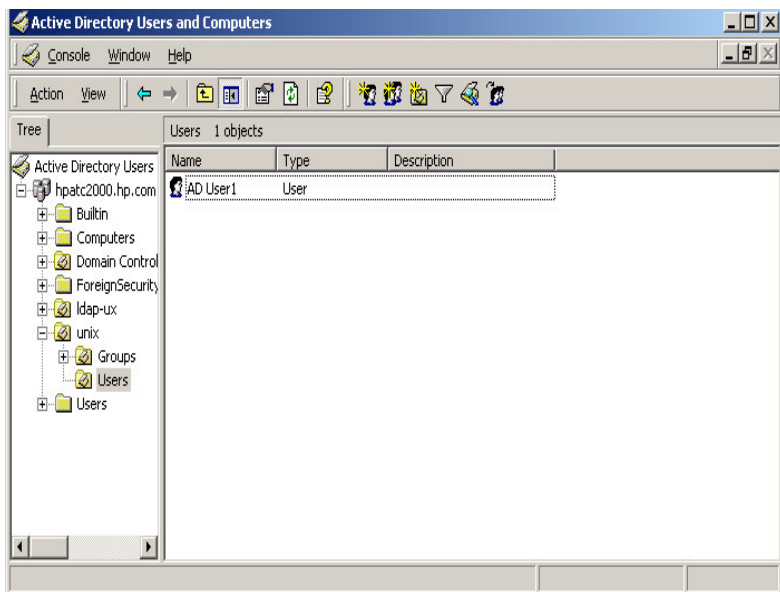 Active Directory Users and Computers
Console Window Help
Action View
Tree
Users 1 objects
Name Type Description
Active Directory Users
hpatc2000.hp.com
Builtin
Computers
Domain Control
ForeignSecurity
ldap-ux
unix
Groups
Users
Users
AD User1 User